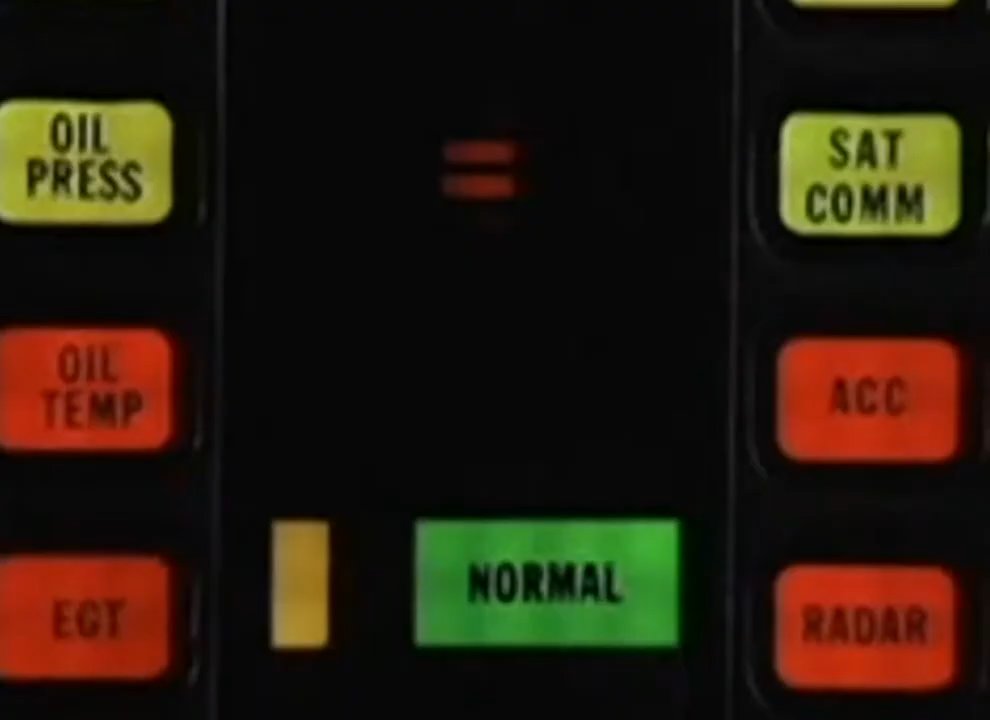 OIL
PRESS
SAT
COMM
OIL
TEMP
ACC
EGT
NORMAL
RADAR